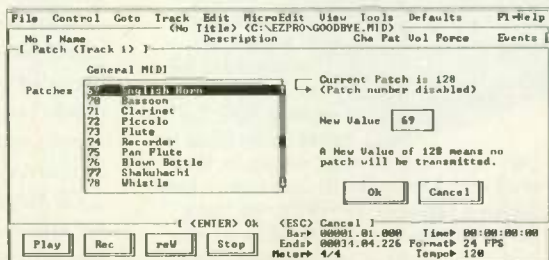 File Control Goto Track Edit MicroEdit View Tools Defaults F1=Help
(No Title) (C:\EZPRO\GOODBYE.MID)
No P Name Description Cha Pat Vol Force Events
[ Patch (Track 1) ]
General MIDI
Patches
69 English Horn
70 Bassoon
71 Clarinet
72 Piccolo
73 Flute
74 Recorder
75 Pan Flute
76 Blown Bottle
77 Shakuhachi
78 Whistle
Current Patch is 128
(Patch number disabled)
New Value 69
A New Value of 128 means no
patch will be transmitted.
Ok Cancel
[ <ENTER> Ok <ESC> Cancel ]
Play Rec reW Stop
Bar► 00001.01.000 Time► 00:00:00:00
End► 00034.04.226 Format► 24 FPS
Meter► 4/4 Tempo► 120